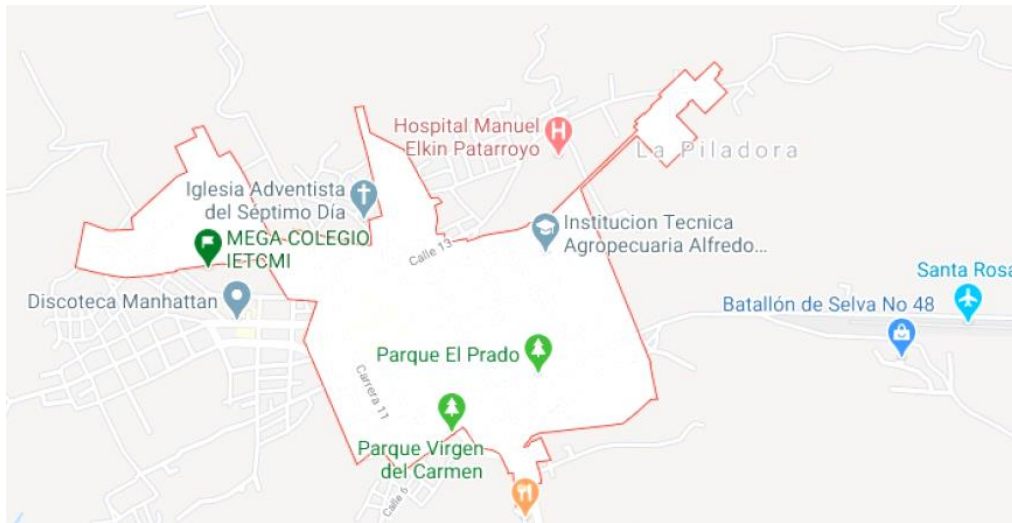 Hospital Manuel
Elkin Patarroyo
La Piladora
Iglesia Adventista
del Séptimo Día
Institucion Tecnica
Agropecuaria Alfredo...
MEGA COLEGIO
IETCMI
Calle 13
Santa Rosa
Discoteca Manhattan
Batallón de Selva No 48
Parque El Prado
Carrera 11
Parque Virgen
del Carmen
Calle 6